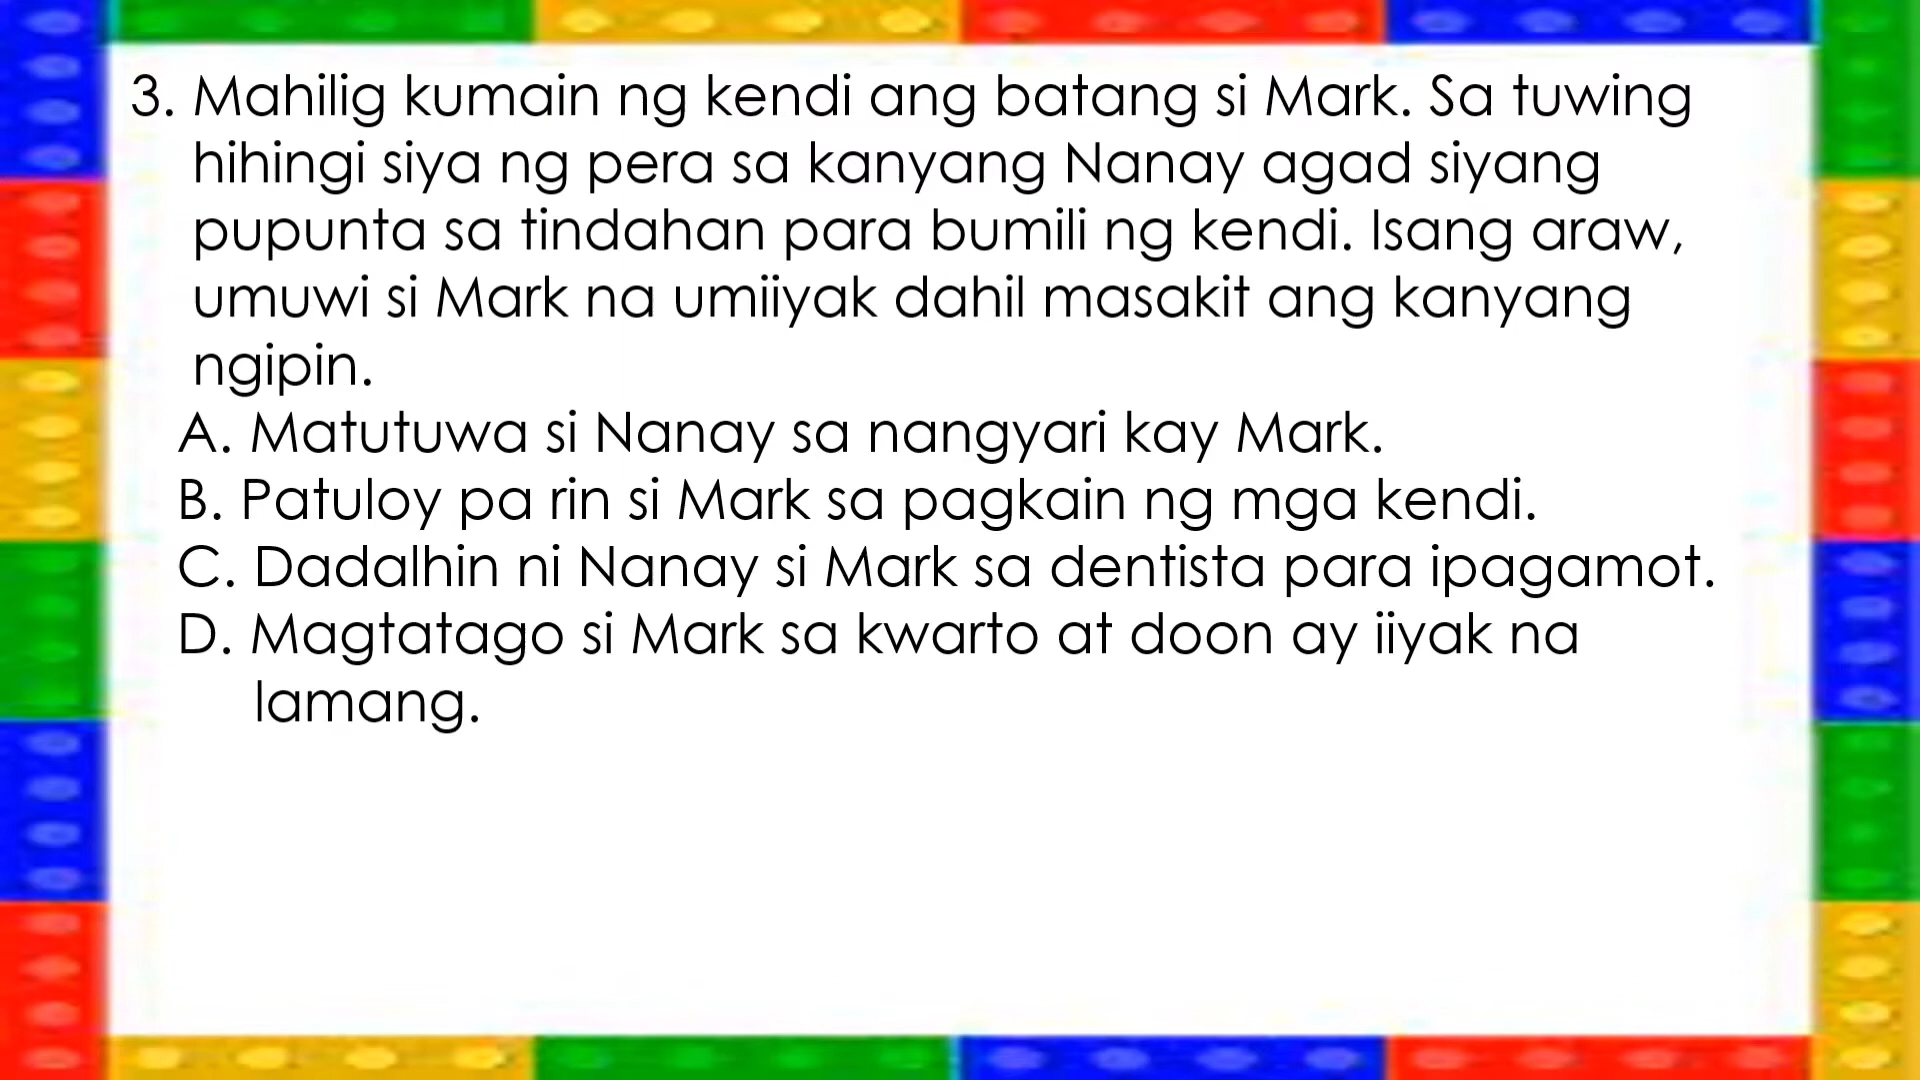 3. Mahilig kumain ng kendi ang batang si Mark. Sa tuwing
hihingi siya ng pera sa kanyang Nanay agad siyang
pupunta sa tindahan para bumili ng kendi. Isang araw,
umuwi si Mark na umiiyak dahil masakit ang kanyang
ngipin.
A. Matutuwa si Nanay sa nangyari kay Mark.
B. Patuloy pa rin si Mark sa pagkain ng mga kendi.
C. Dadalhin ni Nanay si Mark sa dentista para ipagamot.
D. Magtatago si Mark sa kwarto at doon ay iiyak na
lamang.